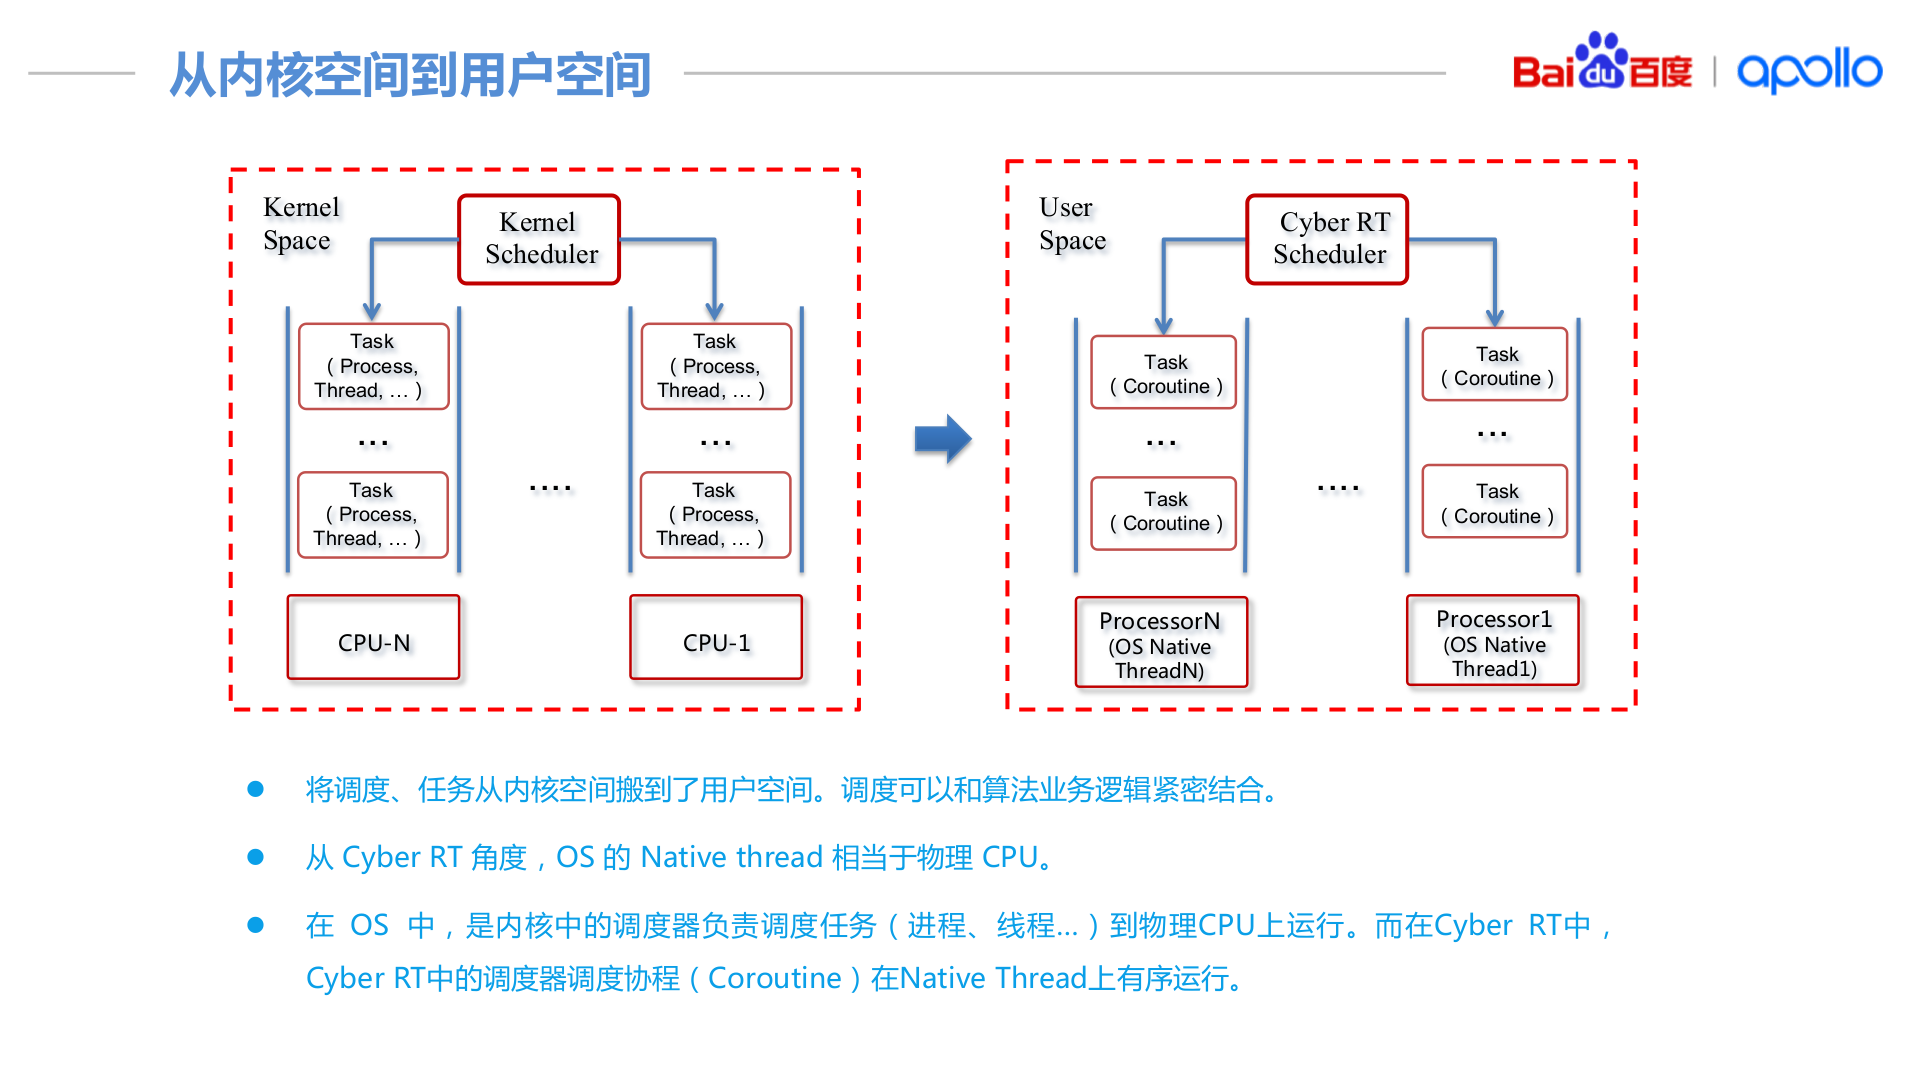 从内核空间到用户空间
Baidu百度 | apollo
Kernel
Space
Kernel
Scheduler
Task
( Process,
Thread, ... )
...
Task
( Process,
Thread, ... )
CPU-N
....
Task
( Process,
Thread, ... )
...
Task
( Process,
Thread, ... )
CPU-1
User
Space
Cyber RT
Scheduler
Task
( Coroutine )
...
Task
( Coroutine )
ProcessorN
(OS Native
ThreadN)
....
Task
( Coroutine )
...
Task
( Coroutine )
Processor1
(OS Native
Thread1)
● 将调度、任务从内核空间搬到了用户空间。调度可以和算法业务逻辑紧密结合。
● 从 Cyber RT 角度，OS 的 Native thread 相当于物理 CPU。
● 在 OS 中，是内核中的调度器负责调度任务（进程、线程...）到物理CPU上运行。而在Cyber RT中，
Cyber RT中的调度器调度协程（Coroutine）在Native Thread上有序运行。